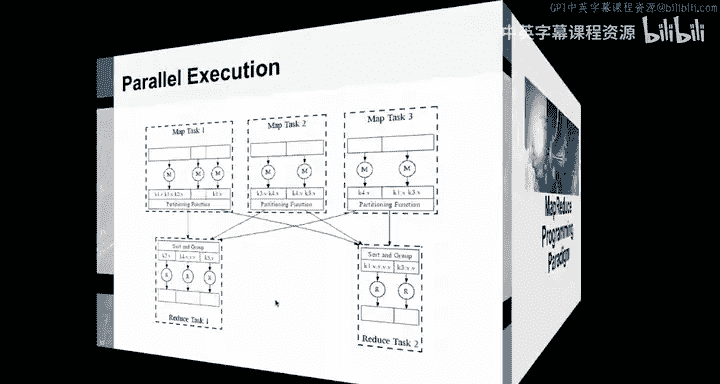 GPT中英字幕课程资源@bilibili.com
中英字幕课程资源 bilibili
Parallel Execution
Map Task 1
Map Task 2
Map Task 3
M M M
M M
M M
Partitioning Function
Partitioning Function
Partitioning Function
Sort and Group
Sort and Group
R R R
R R
Reduce Task 1
Reduce Task 2
MapReduce
Programming
Paradigm